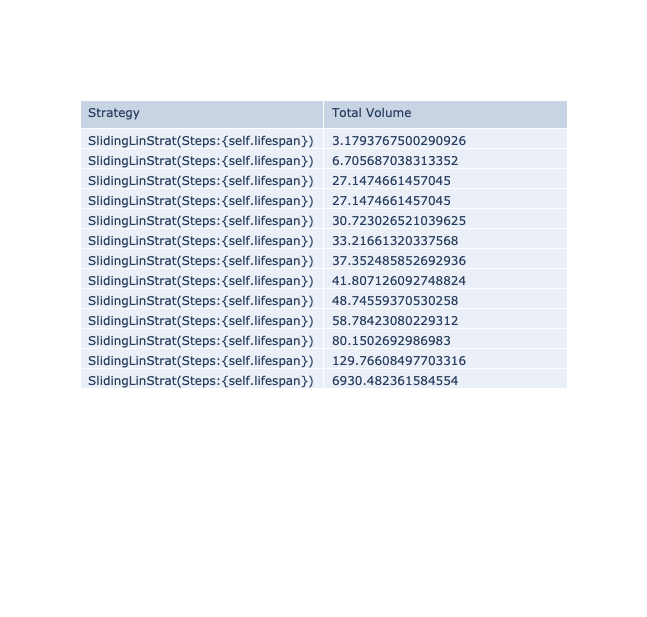 Strategy Total Volume
SlidingLinStrat(Steps:{self.lifespan}) 3.1793767500290926
SlidingLinStrat(Steps:{self.lifespan}) 6.705687038313352
SlidingLinStrat(Steps:{self.lifespan}) 27.1474661457045
SlidingLinStrat(Steps:{self.lifespan}) 27.1474661457045
SlidingLinStrat(Steps:{self.lifespan}) 30.723026521039625
SlidingLinStrat(Steps:{self.lifespan}) 33.21661320337568
SlidingLinStrat(Steps:{self.lifespan}) 37.352485852692936
SlidingLinStrat(Steps:{self.lifespan}) 41.807126092748824
SlidingLinStrat(Steps:{self.lifespan}) 48.74559370530258
SlidingLinStrat(Steps:{self.lifespan}) 58.78423080229312
SlidingLinStrat(Steps:{self.lifespan}) 80.1502692986983
SlidingLinStrat(Steps:{self.lifespan}) 129.76608497703316
SlidingLinStrat(Steps:{self.lifespan}) 6930.482361584554